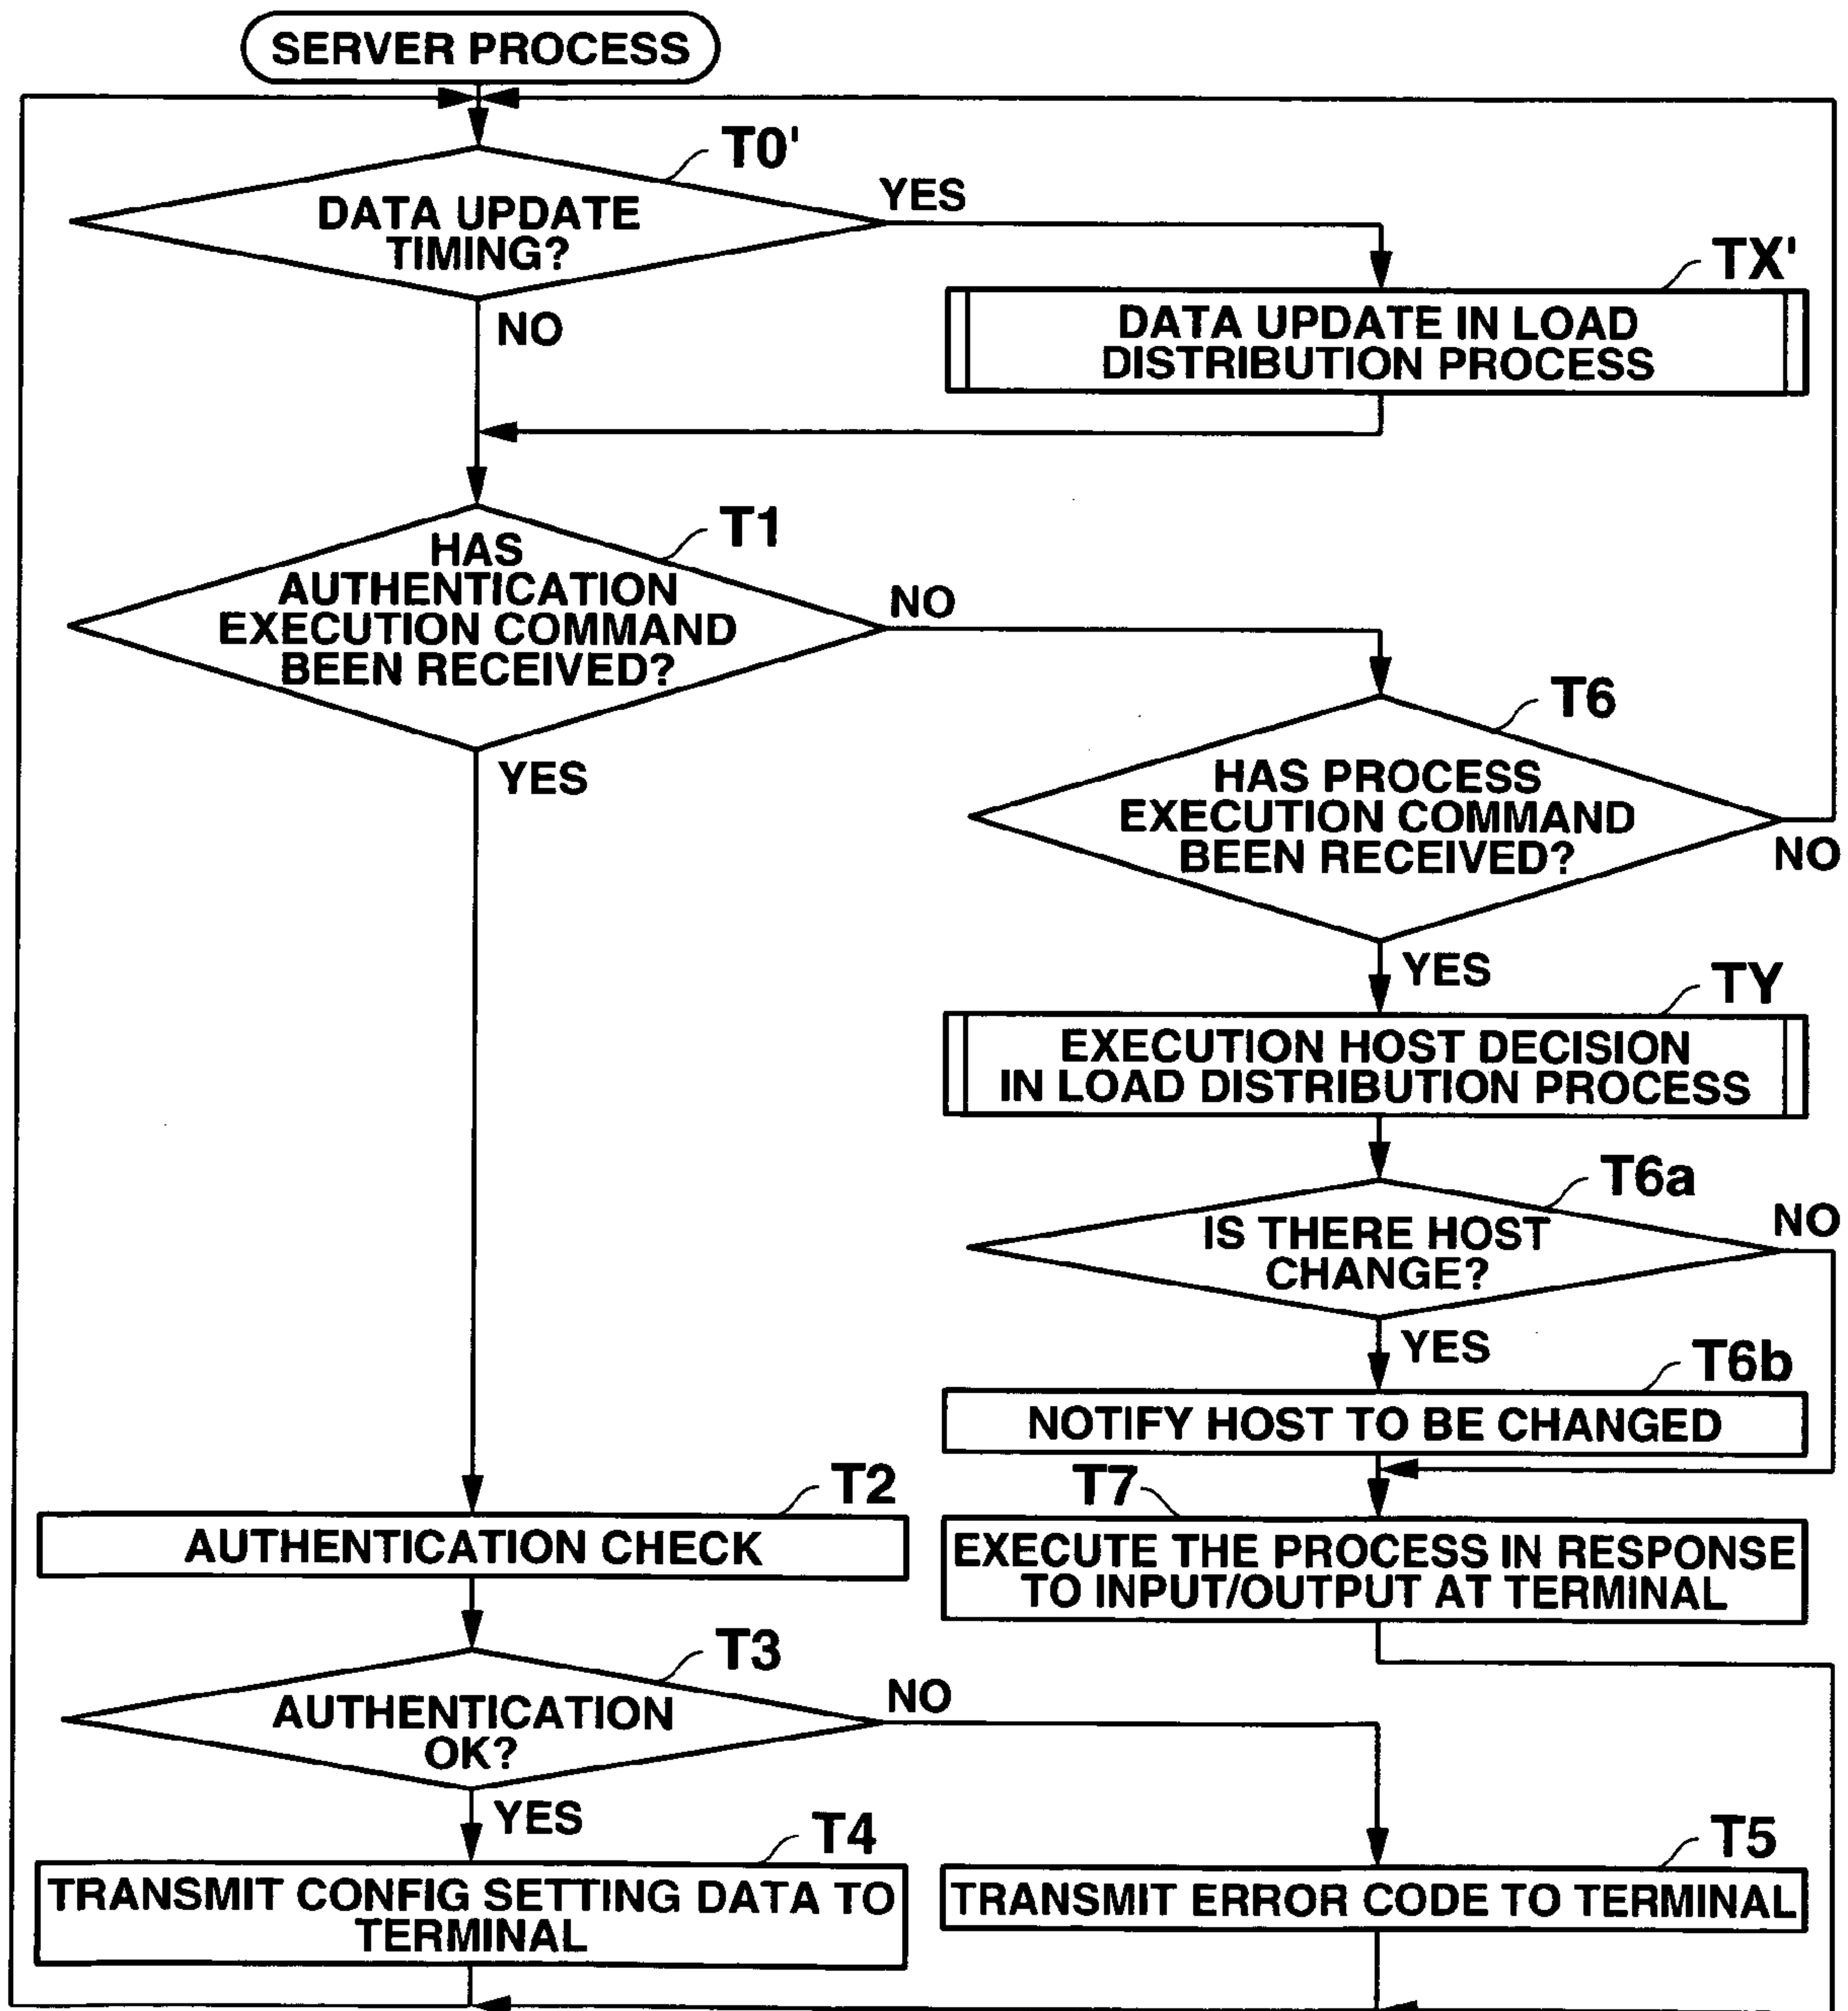 SERVER PROCESS
T0'
DATA UPDATE
TIMING?
YES
NO
TX'
DATA UPDATE IN LOAD
DISTRIBUTION PROCESS
T1
HAS
AUTHENTICATION
EXECUTION COMMAND
BEEN RECEIVED?
NO
YES
T6
HAS PROCESS
EXECUTION COMMAND
BEEN RECEIVED?
NO
YES
TY
EXECUTION HOST DECISION
IN LOAD DISTRIBUTION PROCESS
T6a
IS THERE HOST
CHANGE?
NO
YES
T6b
NOTIFY HOST TO BE CHANGED
T7
EXECUTE THE PROCESS IN RESPONSE
TO INPUT/OUTPUT AT TERMINAL
T2
AUTHENTICATION CHECK
T3
AUTHENTICATION
OK?
NO
YES
T4
TRANSMIT CONFIG SETTING DATA TO
TERMINAL
T5
TRANSMIT ERROR CODE TO TERMINAL